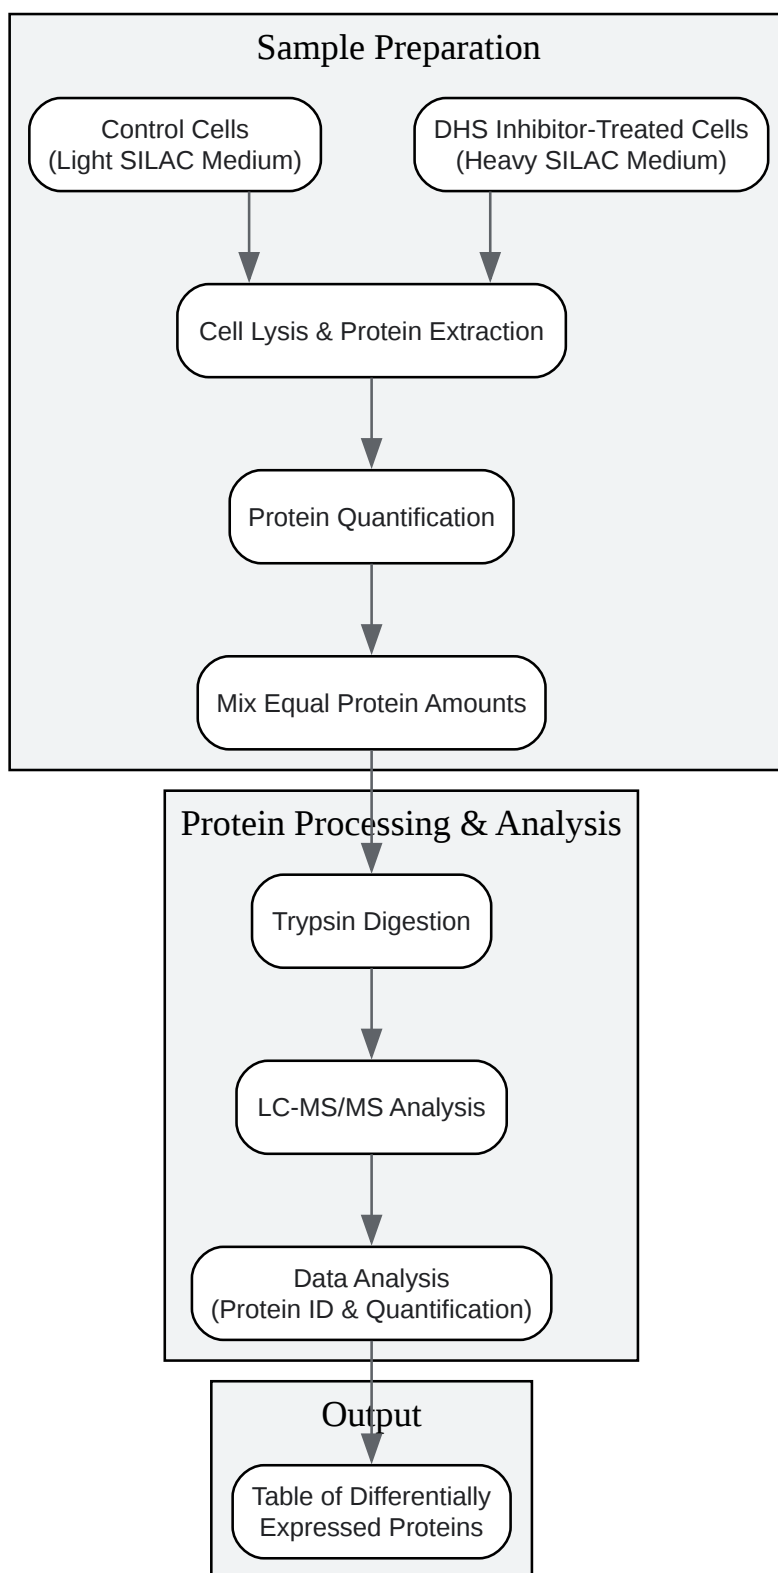 Sample Preparation
Control Cells
(Light SILAC Medium)
DHS Inhibitor-Treated Cells
(Heavy SILAC Medium)
Cell Lysis & Protein Extraction
Protein Quantification
Mix Equal Protein Amounts
Protein Processing & Analysis
Trypsin Digestion
LC-MS/MS Analysis
Data Analysis
(Protein ID & Quantification)
Output
Table of Differentially
Expressed Proteins